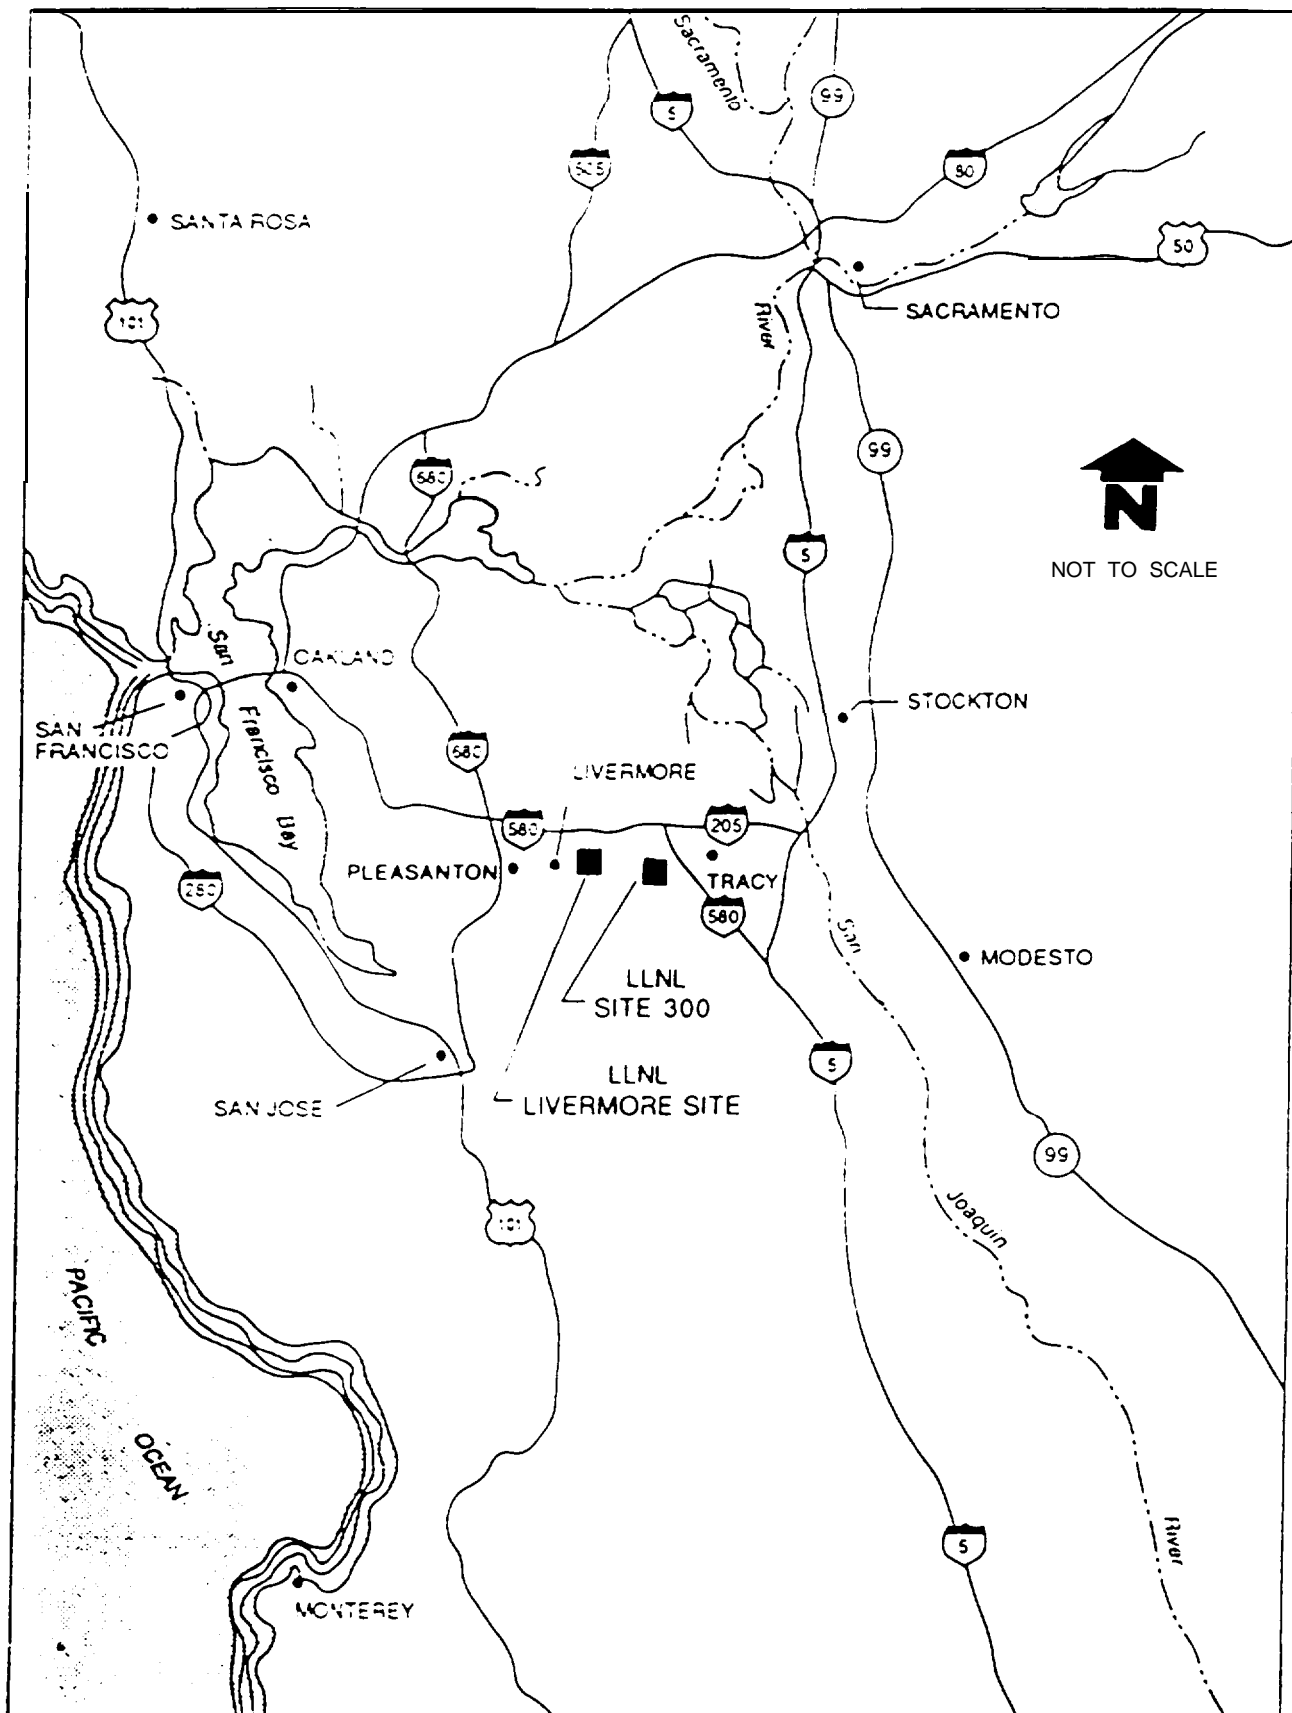 Sacramento
99
5
505
80
SANTA ROSA
50
101
River
SACRAMENTO
99
680
N
5
NOT TO SCALE
San
OAKLAND
STOCKTON
SAN
FRANCISCO
Francisco
Bay
680
LIVERMORE
580
205
PLEASANTON
TRACY
280
580
San
MODESTO
LLNL
SITE 300
5
LLNL
LIVERMORE SITE
SAN JOSE
99
Joaquin
101
PACIFIC
OCEAN
River
5
MONTEREY